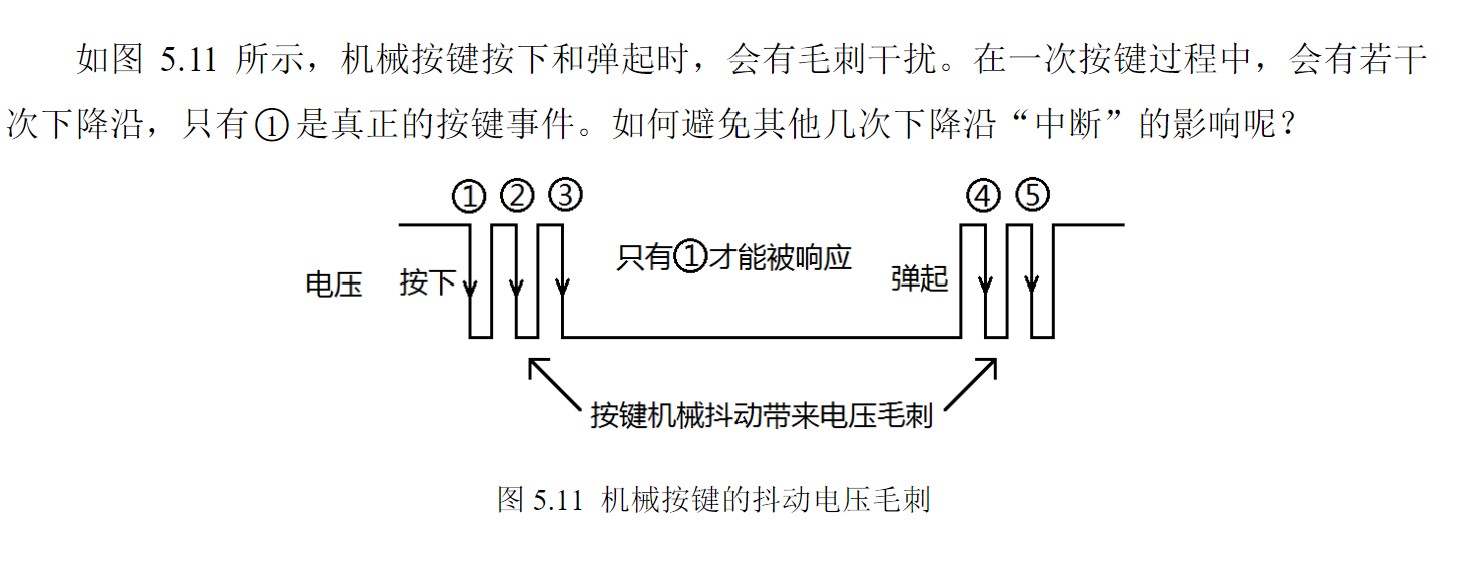 如图 5.11 所示，机械按键按下和弹起时，会有毛刺干扰。在一次按键过程中，会有若干
次下降沿，只有①是真正的按键事件。如何避免其他几次下降沿“中断”的影响呢？
① ② ③ ④ ⑤
电压 按下 只有①才能被响应 弹起
按键机械抖动带来电压毛刺
图 5.11 机械按键的抖动电压毛刺